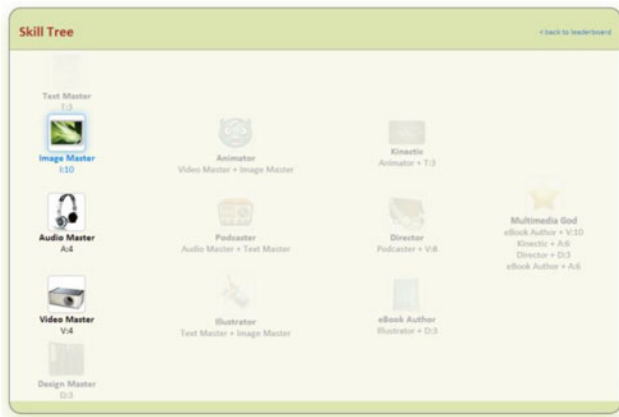 Skill Tree
< back to leaderboard
Text Master
T:3
Image Master
I:10
Audio Master
A:4
Video Master
V:4
Design Master
D:3
Animator
Video Master + Image Master
Podcaster
Audio Master + Text Master
Illustrator
Text Master + Image Master
Kinectic
Animator + T:3
Director
Podcaster + V:8
eBook Author
Illustrator + D:3
Multimedia God
eBook Author + V:10
Kinectic + A:6
Director + D:3
eBook Author + A:6